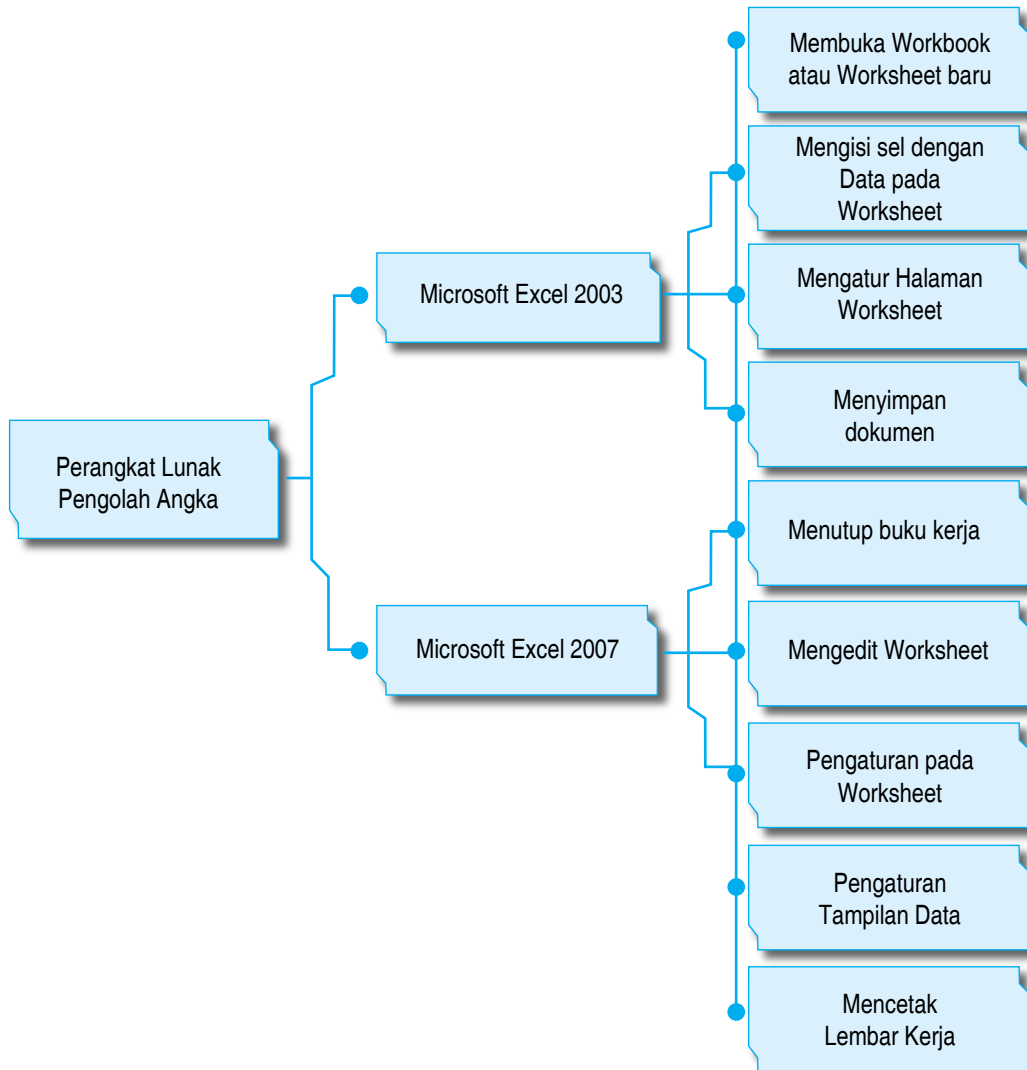 Perangkat Lunak
Pengolah Angka
Microsoft Excel 2003
Microsoft Excel 2007
Membuka Workbook
atau Worksheet baru
Mengisi sel dengan
Data pada
Worksheet
Mengatur Halaman
Worksheet
Menyimpan
dokumen
Menutup buku kerja
Mengedit Worksheet
Pengaturan pada
Worksheet
Pengaturan
Tampilan Data
Mencetak
Lembar Kerja